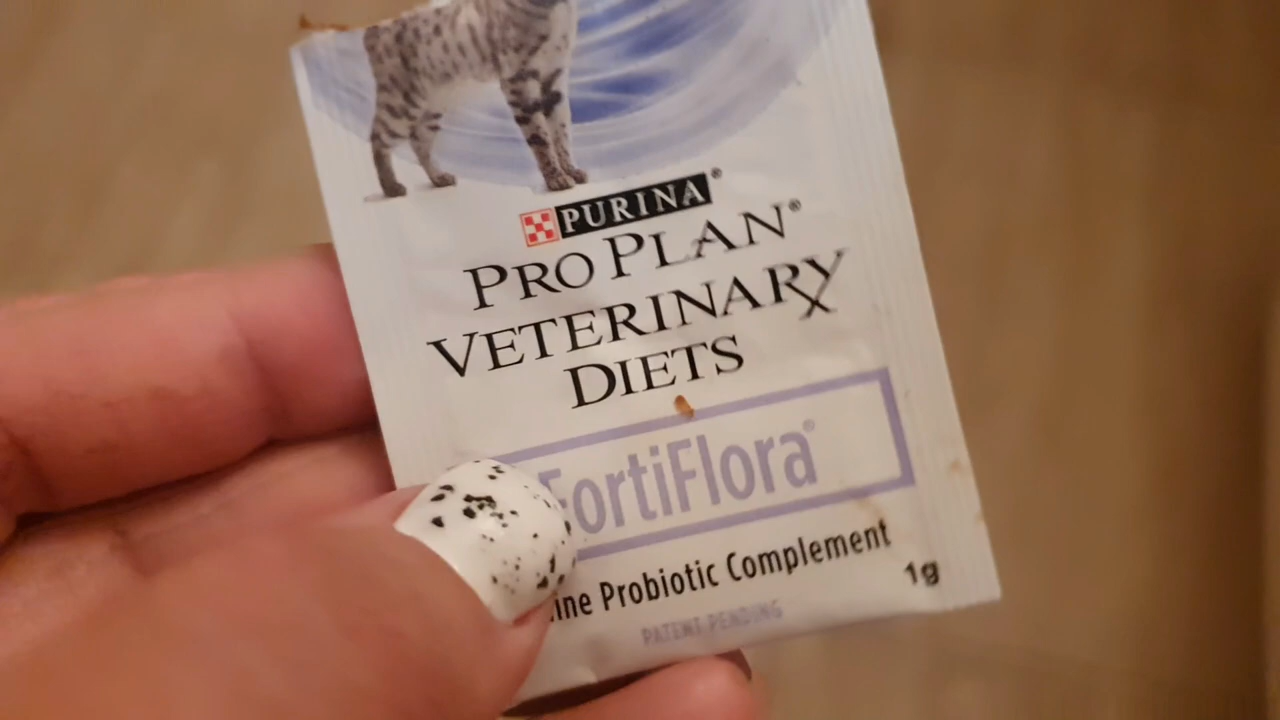 PURINA®
PRO PLAN®
VETERINARY
DIETS
FortiFlora®
Probiotic Complement
1g
PATENT PENDING